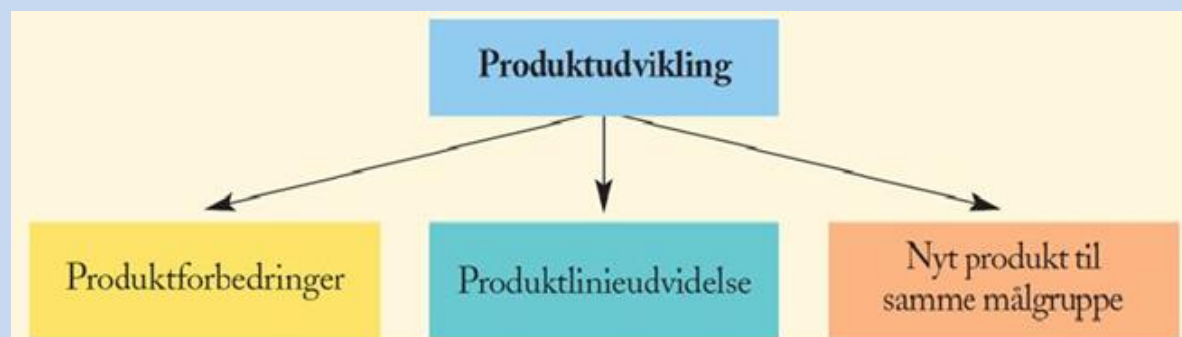 Produktudvikling
Produktforbedringer
Produktlinieudvidelse
Nyt produkt til
samme målgruppe